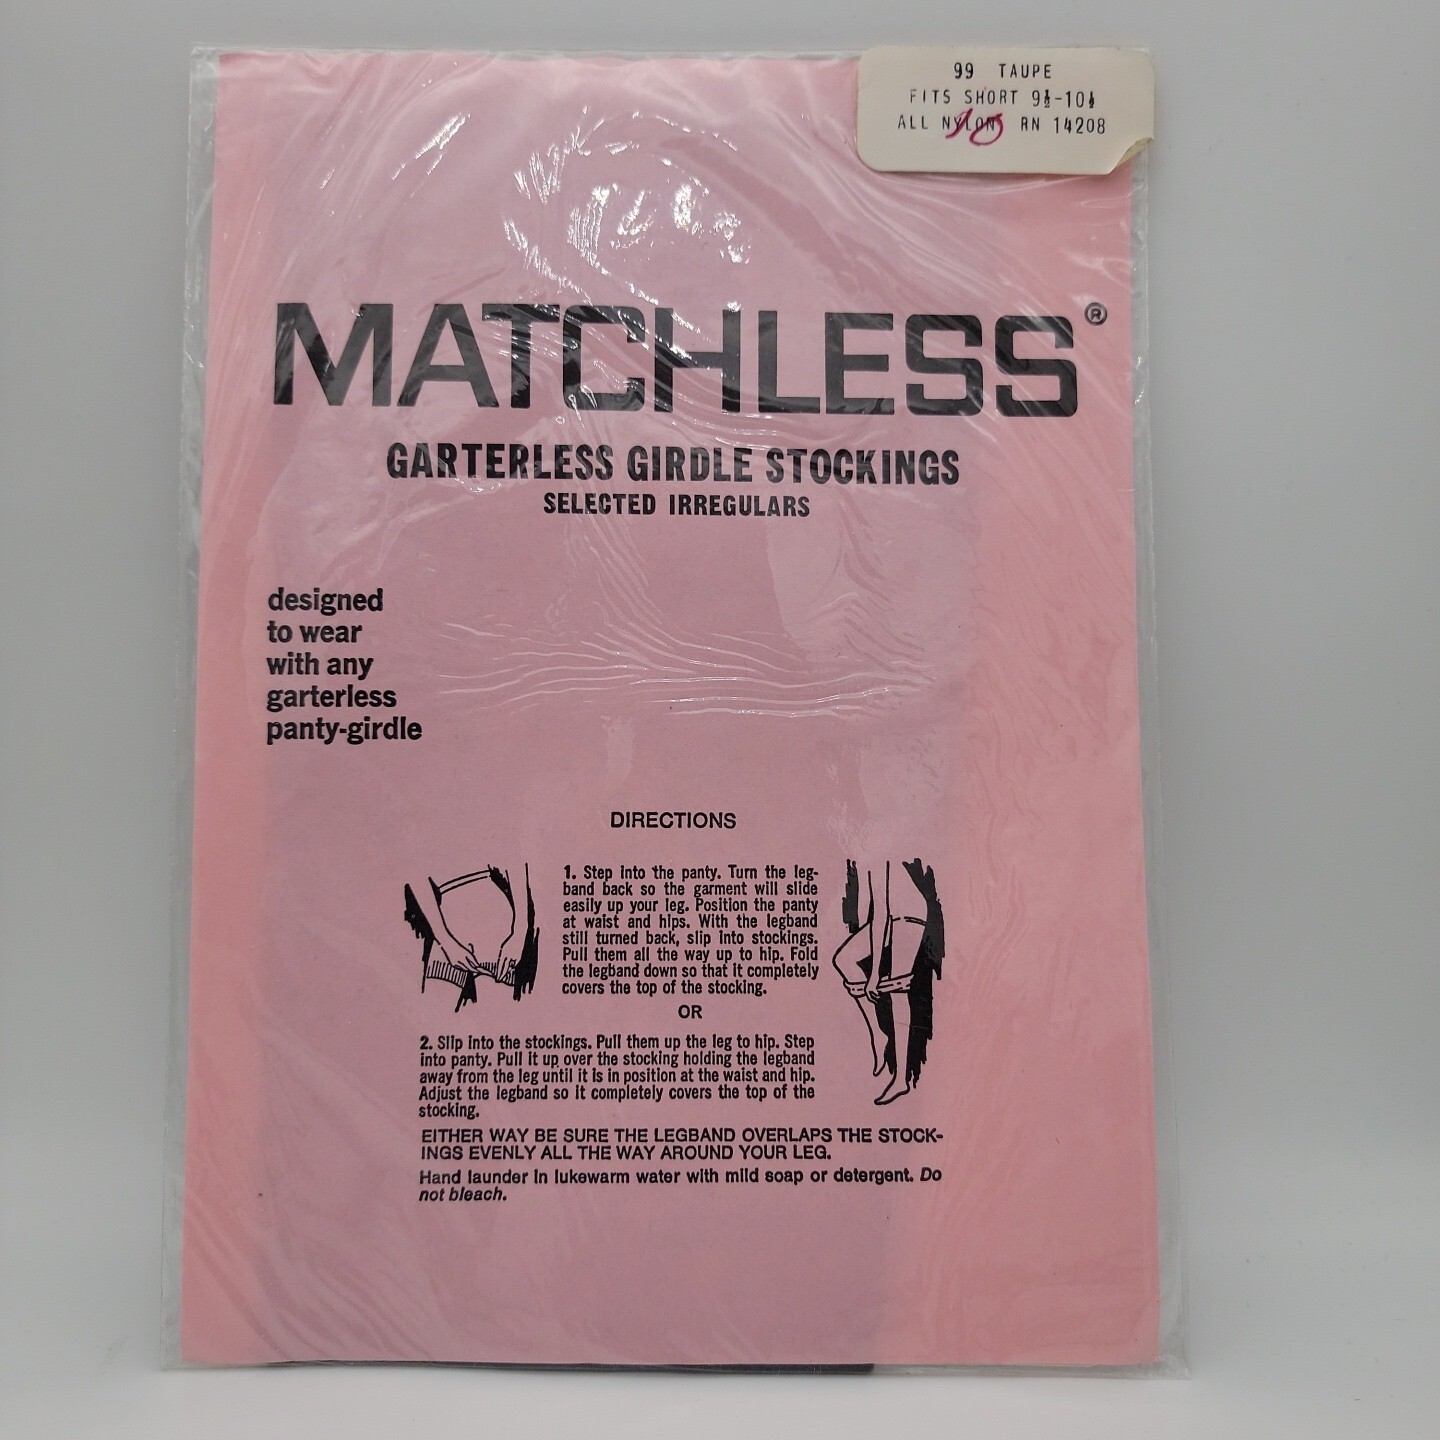 99 TAUPE
FITS SHORT 9½-10½
ALL NYLON RN 14208
10
MATCHLESS®
GARTERLESS GIRDLE STOCKINGS
SELECTED IRREGULARS
designed
to wear
with any
garterless
panty-girdle
DIRECTIONS
1. Step into the panty. Turn the leg-
band back so the garment will slide
easily up your leg. Position the panty
at waist and hips. With the legband
still turned back, slip into stockings.
Pull them all the way up to hip. Fold
the legband down so that it completely
covers the top of the stocking.
OR
2. Slip into the stockings. Pull them up the leg to hip. Step
into panty. Pull it up over the stocking holding the legband
away from the leg until it is in position at the waist and hip.
Adjust the legband so it completely covers the top of the
stocking.
EITHER WAY BE SURE THE LEGBAND OVERLAPS THE STOCK-
INGS EVENLY ALL THE WAY AROUND YOUR LEG.
Hand launder in lukewarm water with mild soap or detergent. Do
not bleach.